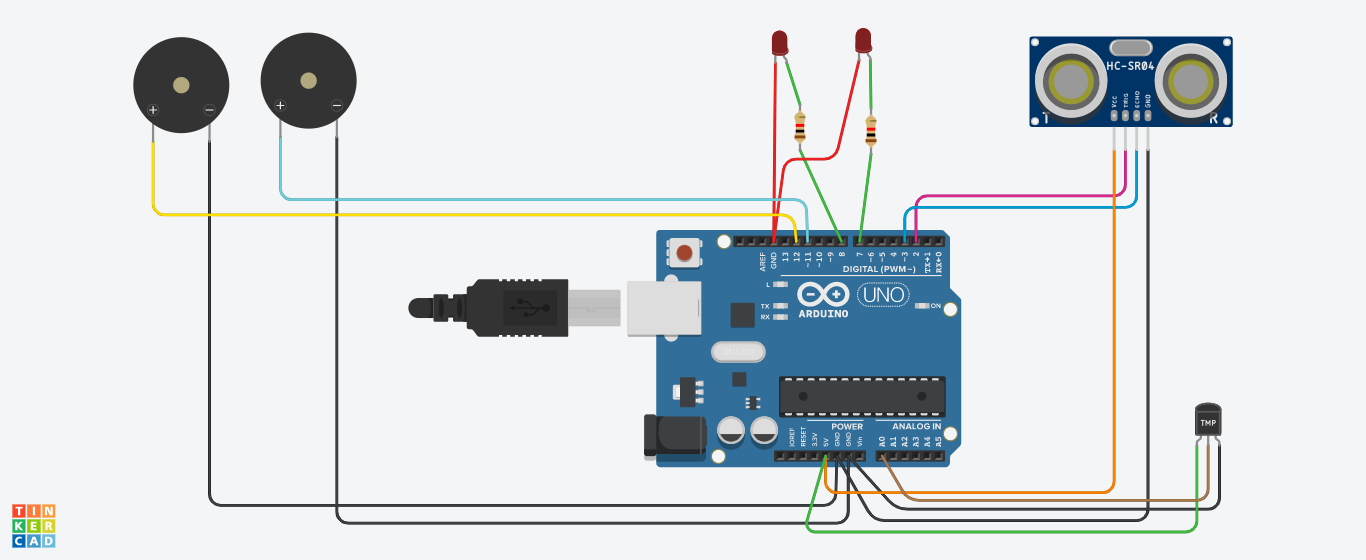 HC-SR04
VCC
TRIG
ECHO
GND
T
R
AREF
GND
13
12
~11
~10
~9
8
7
~6
~5
4
~3
2
TX→1
RX←0
DIGITAL (PWM~)
L
TX
RX
ARDUINO
UNO
ON
POWER
ANALOG IN
IOREF
RESET
3.3V
5V
GND
GND
Vin
A0
A1
A2
A3
A4
A5
TMP
TIN
KER
CAD